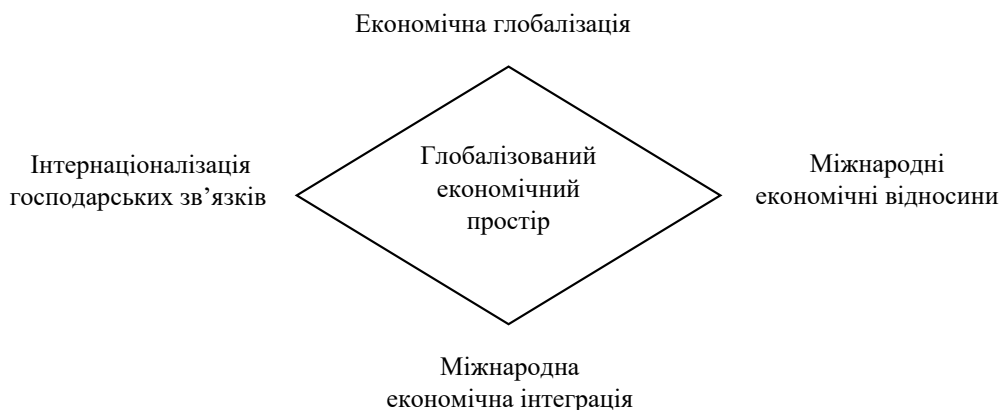 Економічна глобалізація
Інтернаціоналізація
господарських зв’язків
Глобалізований
економічний
простір
Міжнародні
економічні відносини
Міжнародна
економічна інтеграція